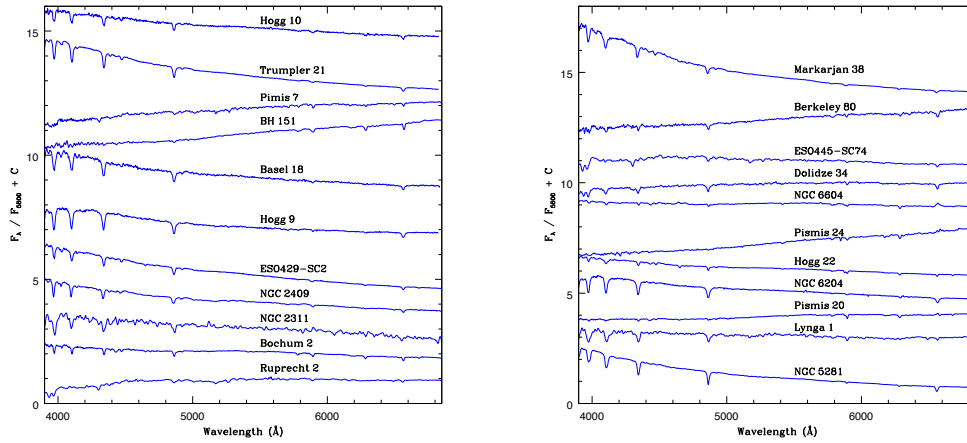 Hogg 10
Trumpler 21
Pimis 7
BH 151
Basel 18
Hogg 9
ESO429-SC2
NGC 2409
NGC 2311
Bochum 2
Ruprecht 2
15
10
5
0
4000 5000 6000
Wavelength (Å)
F_λ / F_5800 + C
Markarjan 38
Berkeley 80
ESO445-SC74
Dolidze 34
NGC 6604
Pismis 24
Hogg 22
NGC 6204
Pismis 20
Lynga 1
NGC 5281
15
10
5
0
4000 5000 6000
Wavelength (Å)
F_λ / F_5800 + C